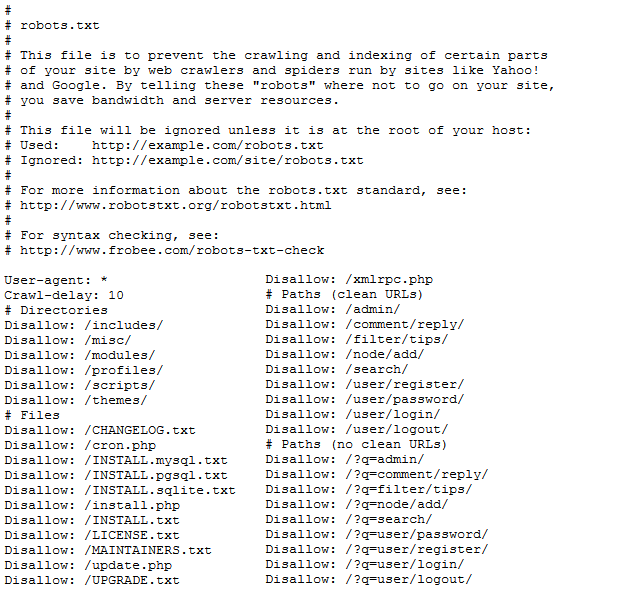 #
# robots.txt
#
# This file is to prevent the crawling and indexing of certain parts
# of your site by web crawlers and spiders run by sites like Yahoo!
# and Google. By telling these "robots" where not to go on your site,
# you save bandwidth and server resources.
#
# This file will be ignored unless it is at the root of your host:
# Used:    http://example.com/robots.txt
# Ignored: http://example.com/site/robots.txt
#
# For more information about the robots.txt standard, see:
# http://www.robotstxt.org/robotstxt.html
#
# For syntax checking, see:
# http://www.frobee.com/robots-txt-check
User-agent: *
Crawl-delay: 10
# Directories
Disallow: /includes/
Disallow: /misc/
Disallow: /modules/
Disallow: /profiles/
Disallow: /scripts/
Disallow: /themes/
# Files
Disallow: /CHANGELOG.txt
Disallow: /cron.php
Disallow: /INSTALL.mysql.txt
Disallow: /INSTALL.pgsql.txt
Disallow: /INSTALL.sqlite.txt
Disallow: /install.php
Disallow: /INSTALL.txt
Disallow: /LICENSE.txt
Disallow: /MAINTAINERS.txt
Disallow: /update.php
Disallow: /UPGRADE.txt
Disallow: /xmlrpc.php
# Paths (clean URLs)
Disallow: /admin/
Disallow: /comment/reply/
Disallow: /filter/tips/
Disallow: /node/add/
Disallow: /search/
Disallow: /user/register/
Disallow: /user/password/
Disallow: /user/login/
Disallow: /user/logout/
# Paths (no clean URLs)
Disallow: /?q=admin/
Disallow: /?q=comment/reply/
Disallow: /?q=filter/tips/
Disallow: /?q=node/add/
Disallow: /?q=search/
Disallow: /?q=user/password/
Disallow: /?q=user/register/
Disallow: /?q=user/login/
Disallow: /?q=user/logout/